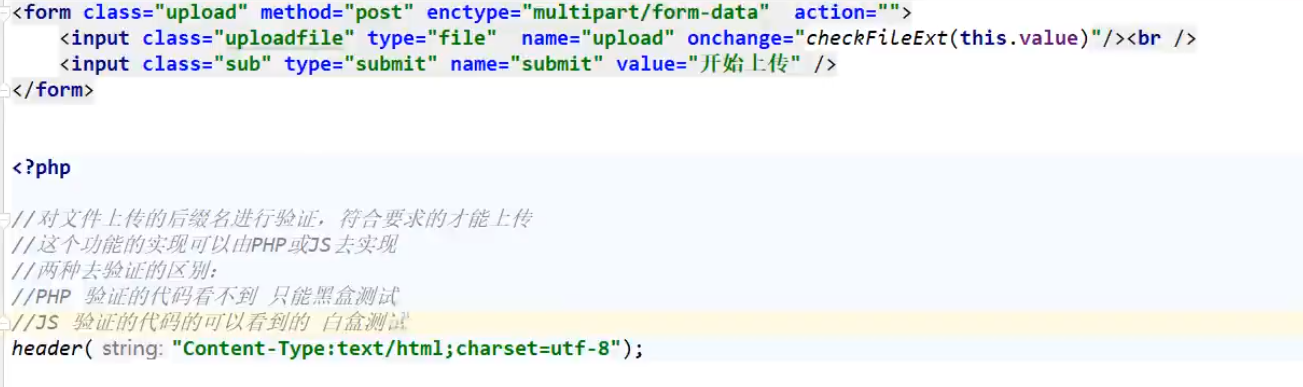 <form class="upload" method="post" enctype="multipart/form-data"  action="">
    <input class="uploadfile" type="file"  name="upload" onchange="checkFileExt(this.value)"/><br />
    <input class="sub" type="submit" name="submit" value="开始上传" />
</form>
<?php
//对文件上传的后缀名进行验证，符合要求的才能上传
//这个功能的实现可以由PHP或JS去实现
//两种去验证的区别：
//PHP 验证的代码看不到 只能黑盒测试
//JS 验证的代码的可以看到的 白盒测试
header( string: "Content-Type:text/html;charset=utf-8");